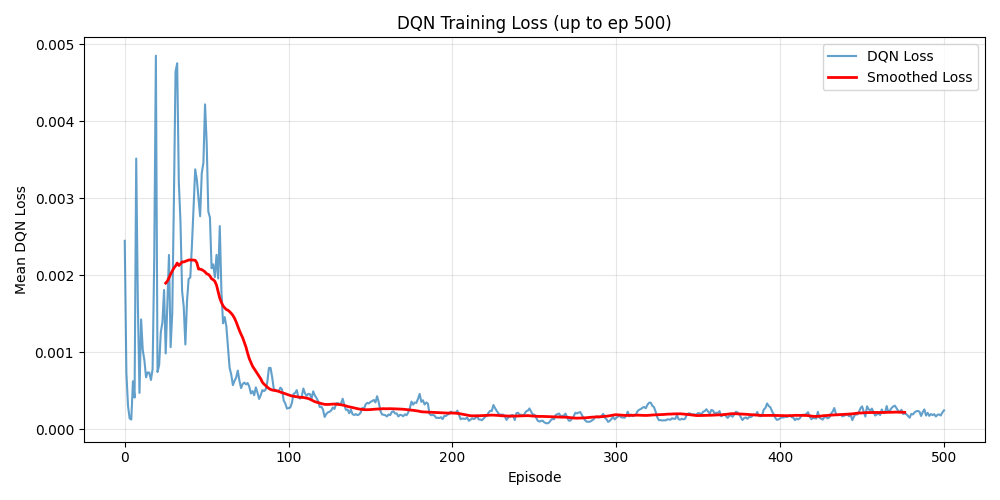 DQN Training Loss (up to ep 500)
DQN Loss
Smoothed Loss
Mean DQN Loss
0.005
0.004
0.003
0.002
0.001
0.000
0 100 200 300 400 500
Episode